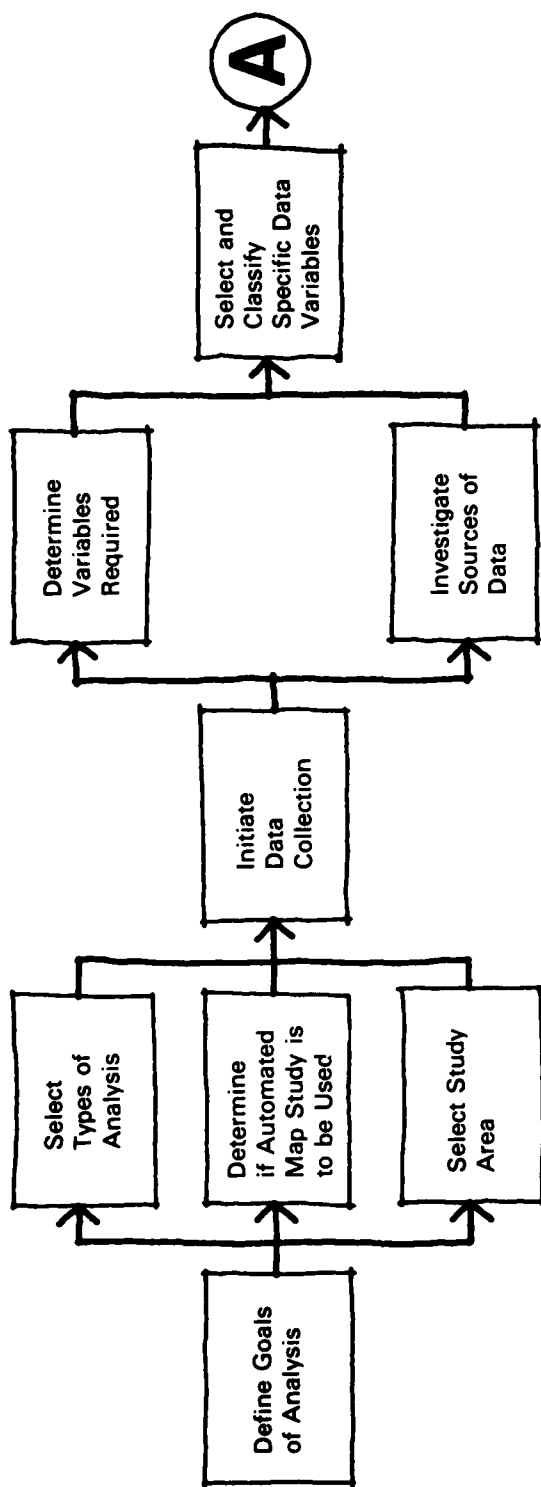 Define Goals
of Analysis
Select
Types of
Analysis
Determine
if Automated
Map Study is
to be Used
Select Study
Area
Initiate
Data
Collection
Determine
Variables
Required
Investigate
Sources of
Data
Select and
Classify
Specific Data
Variables
A